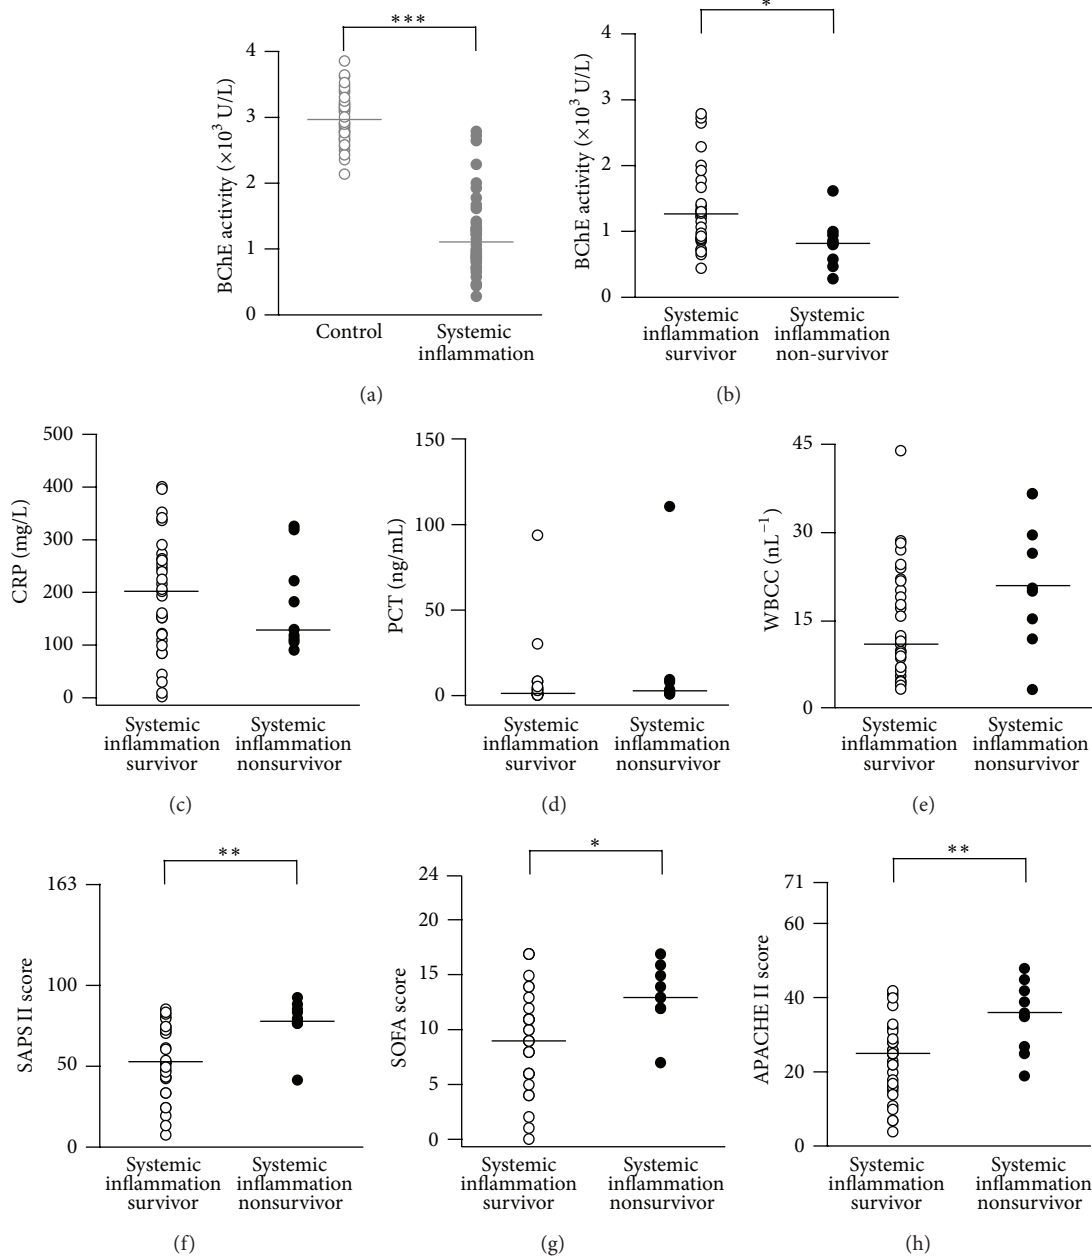 ***
4
3
2
1
0
BChE activity (×10³ U/L)
Control
Systemic
inflammation
(a)
*
4
3
2
1
0
BChE activity (×10³ U/L)
Systemic
inflammation
survivor
Systemic
inflammation
non-survivor
(b)
500
400
300
200
100
0
CRP (mg/L)
Systemic
inflammation
survivor
Systemic
inflammation
nonsurvivor
(c)
150
100
50
0
PCT (ng/mL)
Systemic
inflammation
survivor
Systemic
inflammation
nonsurvivor
(d)
45
30
15
0
WBCC (nL⁻¹)
Systemic
inflammation
survivor
Systemic
inflammation
nonsurvivor
(e)
**
163
100
50
0
SAPS II score
Systemic
inflammation
survivor
Systemic
inflammation
nonsurvivor
(f)
*
24
20
15
10
5
0
SOFA score
Systemic
inflammation
survivor
Systemic
inflammation
nonsurvivor
(g)
**
71
60
40
20
0
APACHE II score
Systemic
inflammation
survivor
Systemic
inflammation
nonsurvivor
(h)